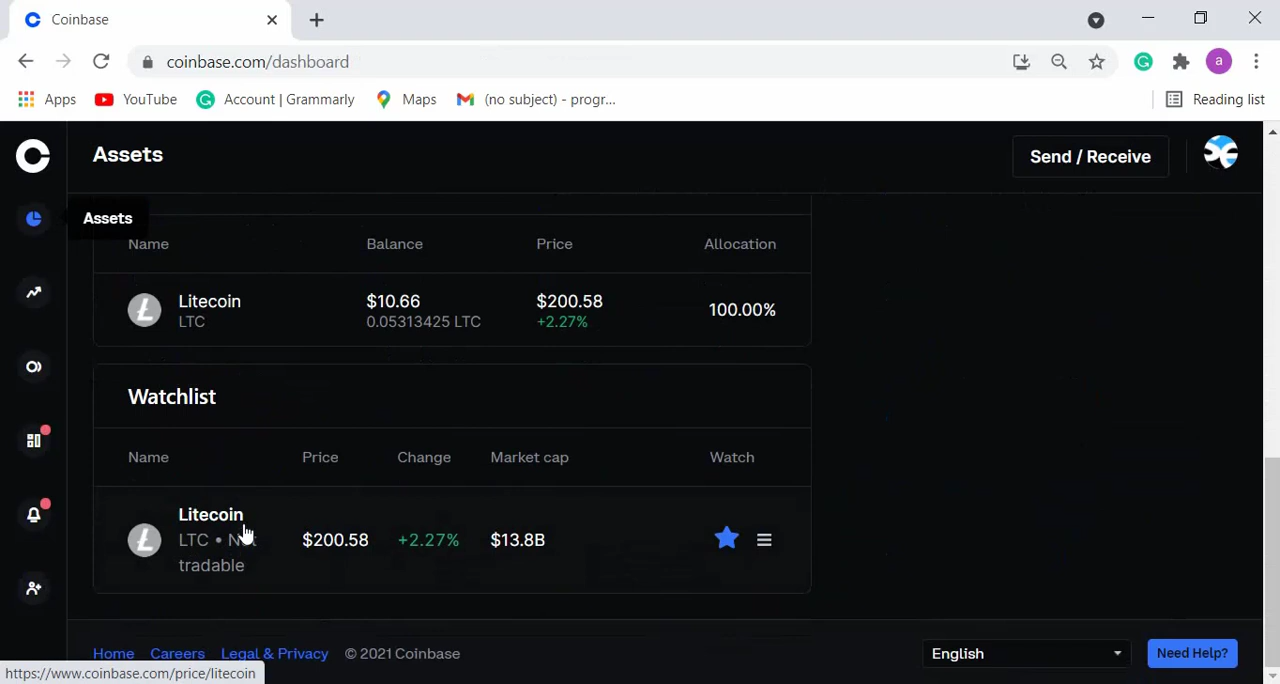 Coinbase
coinbase.com/dashboard
a
Apps YouTube Account | Grammarly Maps (no subject) - progr... Reading list
Assets Send / Receive
Assets
Name Balance Price Allocation
Litecoin $10.66 $200.58 100.00%
LTC 0.05313425 LTC +2.27%
Watchlist
Name Price Change Market cap Watch
Litecoin
LTC • Not $200.58 +2.27% $13.8B
tradable
Home Careers Legal & Privacy © 2021 Coinbase English Need Help?
https://www.coinbase.com/price/litecoin